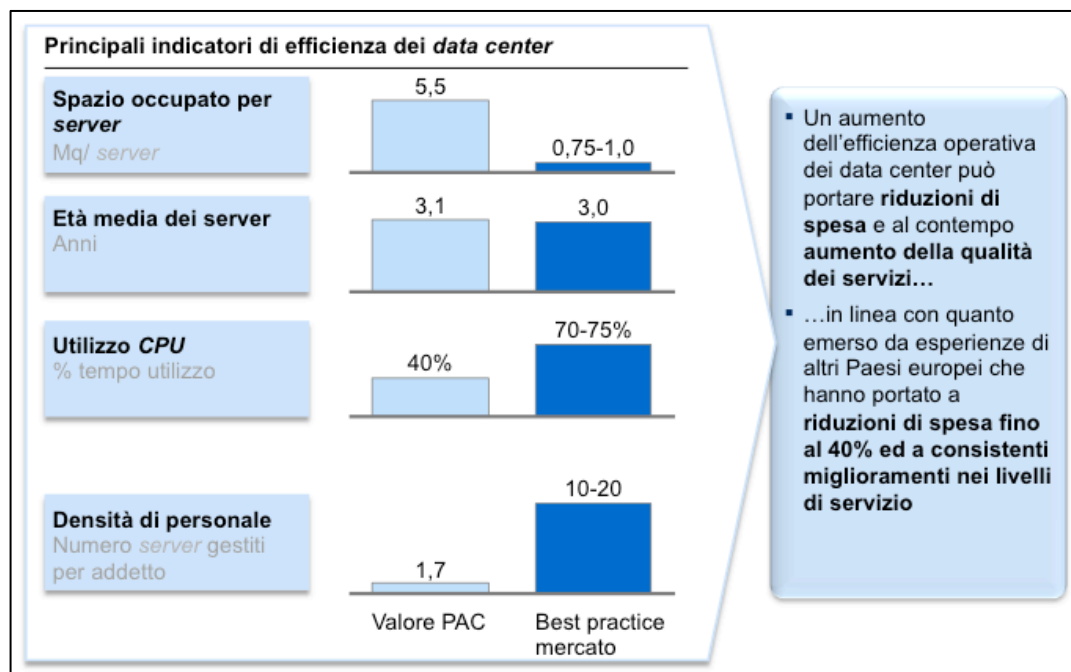 Principali indicatori di efficienza dei data center
Spazio occupato per
server
Mq/ server
5,5
0,75-1,0
Età media dei server
Anni
3,1
3,0
Utilizzo CPU
% tempo utilizzo
40%
70-75%
Densità di personale
Numero server gestiti
per addetto
1,7
10-20
Valore PAC
Best practice
mercato
▪ Un aumento
dell'efficienza operativa
dei data center può
portare riduzioni di
spesa e al contempo
aumento della qualità
dei servizi…
▪ …in linea con quanto
emerso da esperienze di
altri Paesi europei che
hanno portato a
riduzioni di spesa fino
al 40% ed a consistenti
miglioramenti nei livelli
di servizio